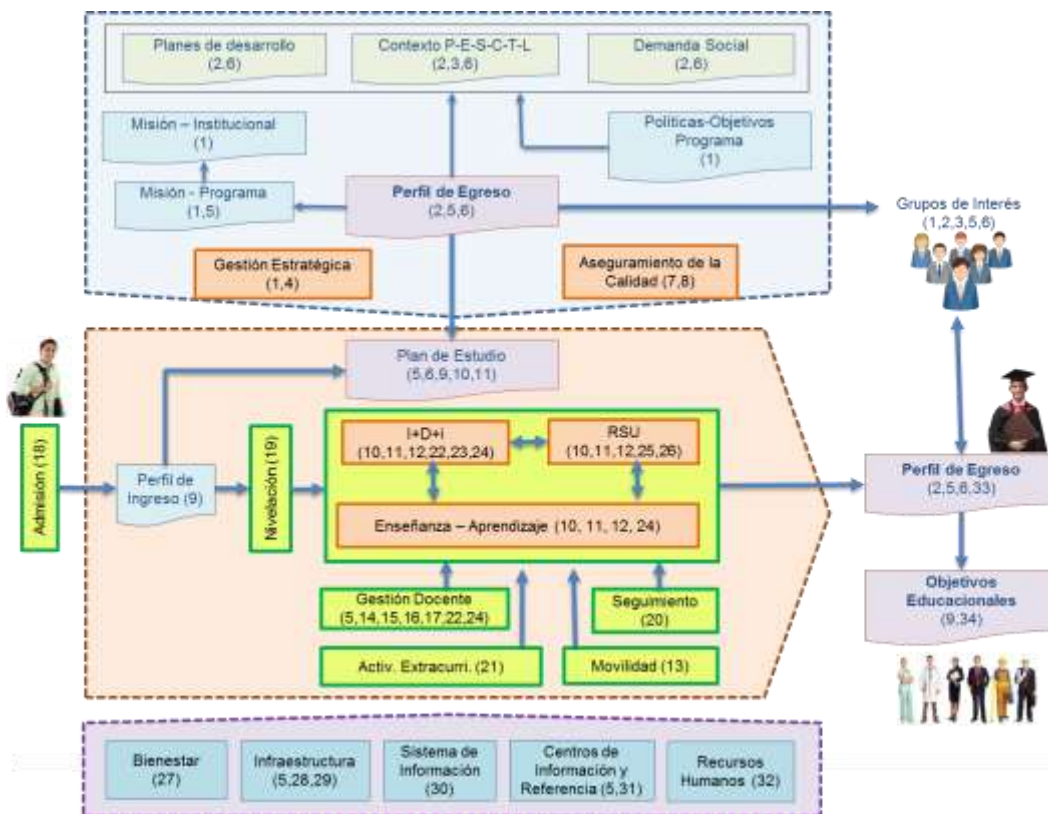 Planes de desarrollo
(2,6)
Contexto P-E-S-C-T-L
(2,3,6)
Demanda Social
(2,6)
Misión – Institucional
(1)
Políticas-Objetivos
Programa
(1)
Misión - Programa
(1,5)
Perfil de Egreso
(2,5,6)
Grupos de Interés
(1,2,3,5,6)
Gestión Estratégica
(1,4)
Aseguramiento de la
Calidad (7,8)
Plan de Estudio
(5,6,9,10,11)
Admisión (18)
Perfil de
Ingreso (9)
Nivelación (19)
I+D+i
(10,11,12,22,23,24)
RSU
(10,11,12,25,26)
Enseñanza – Aprendizaje (10, 11, 12, 24)
Perfil de Egreso
(2,5,6,33)
Gestión Docente
(5,14,15,16,17,22,24)
Seguimiento
(20)
Activ. Extracurri. (21)
Movilidad (13)
Objetivos
Educacionales
(9,34)
Bienestar
(27)
Infraestructura
(5,28,29)
Sistema de
Información
(30)
Centros de
Información y
Referencia (5,31)
Recursos
Humanos (32)